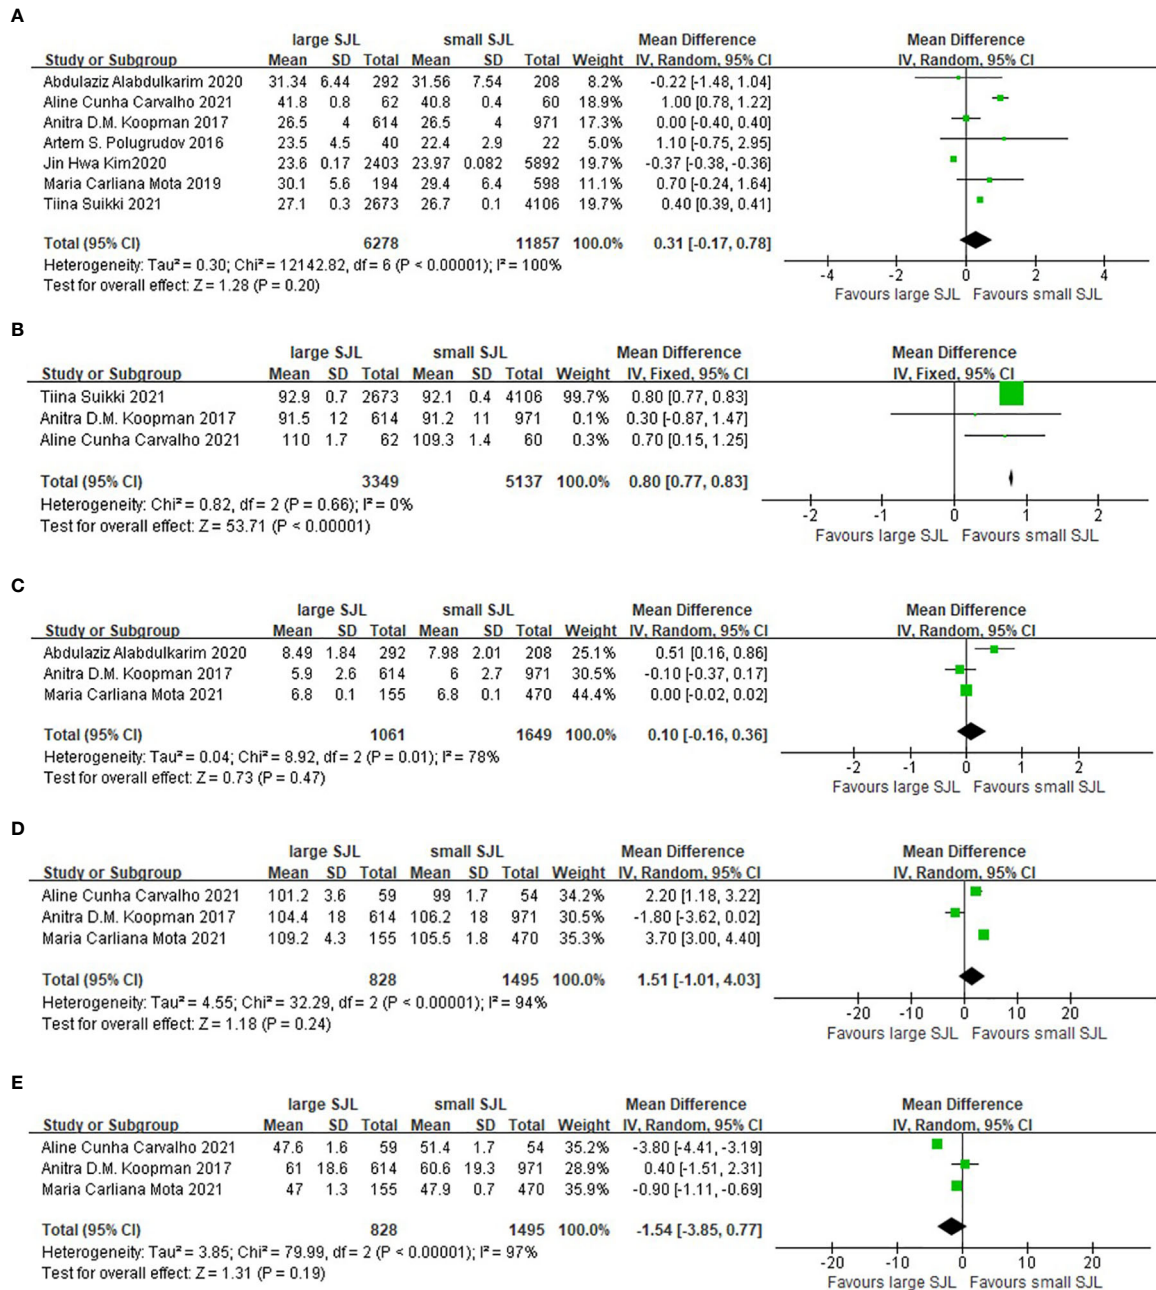 A
large SJL small SJL Mean Difference Mean Difference
Study or Subgroup Mean SD Total Mean SD Total Weight IV, Random, 95% CI IV, Random, 95% CI
Abdulaziz Alabdulkarim 2020 31.34 6.44 292 31.56 7.54 208 8.2% -0.22 [-1.48, 1.04]
Aline Cunha Carvalho 2021 41.8 0.8 62 40.8 0.4 60 18.9% 1.00 [0.78, 1.22]
Anitra D.M. Koopman 2017 26.5 4 614 26.5 4 971 17.3% 0.00 [-0.40, 0.40]
Artem S. Polugrudov 2016 23.5 4.5 40 22.4 2.9 22 5.0% 1.10 [-0.75, 2.95]
Jin Hwa Kim2020 23.6 0.17 2403 23.97 0.082 5892 19.7% -0.37 [-0.38, -0.36]
Maria Carliana Mota 2019 30.1 5.6 194 29.4 6.4 598 11.1% 0.70 [-0.24, 1.64]
Tiina Suikki 2021 27.1 0.3 2673 26.7 0.1 4106 19.7% 0.40 [0.39, 0.41]
Total (95% CI) 6278 11857 100.0% 0.31 [-0.17, 0.78]
Heterogeneity: Tau² = 0.30; Chi² = 12142.82, df = 6 (P < 0.00001); I² = 100%
Test for overall effect: Z = 1.28 (P = 0.20)
-4 -2 0 2 4
Favours large SJL Favours small SJL
B
large SJL small SJL Mean Difference Mean Difference
Study or Subgroup Mean SD Total Mean SD Total Weight IV, Fixed, 95% CI IV, Fixed, 95% CI
Tiina Suikki 2021 92.9 0.7 2673 92.1 0.4 4106 99.7% 0.80 [0.77, 0.83]
Anitra D.M. Koopman 2017 91.5 12 614 91.2 11 971 0.1% 0.30 [-0.87, 1.47]
Aline Cunha Carvalho 2021 110 1.7 62 109.3 1.4 60 0.3% 0.70 [0.15, 1.25]
Total (95% CI) 3349 5137 100.0% 0.80 [0.77, 0.83]
Heterogeneity: Chi² = 0.82, df = 2 (P = 0.66); I² = 0%
Test for overall effect: Z = 53.71 (P < 0.00001)
-2 -1 0 1 2
Favours large SJL Favours small SJL
C
large SJL small SJL Mean Difference Mean Difference
Study or Subgroup Mean SD Total Mean SD Total Weight IV, Random, 95% CI IV, Random, 95% CI
Abdulaziz Alabdulkarim 2020 8.49 1.84 292 7.98 2.01 208 25.1% 0.51 [0.16, 0.86]
Anitra D.M. Koopman 2017 5.9 2.6 614 6 2.7 971 30.5% -0.10 [-0.37, 0.17]
Maria Carliana Mota 2021 6.8 0.1 155 6.8 0.1 470 44.4% 0.00 [-0.02, 0.02]
Total (95% CI) 1061 1649 100.0% 0.10 [-0.16, 0.36]
Heterogeneity: Tau² = 0.04; Chi² = 8.92, df = 2 (P = 0.01); I² = 78%
Test for overall effect: Z = 0.73 (P = 0.47)
-2 -1 0 1 2
Favours large SJL Favours small SJL
D
large SJL small SJL Mean Difference Mean Difference
Study or Subgroup Mean SD Total Mean SD Total Weight IV, Random, 95% CI IV, Random, 95% CI
Aline Cunha Carvalho 2021 101.2 3.6 59 99 1.7 54 34.2% 2.20 [1.18, 3.22]
Anitra D.M. Koopman 2017 104.4 18 614 106.2 18 971 30.5% -1.80 [-3.62, 0.02]
Maria Carliana Mota 2021 109.2 4.3 155 105.5 1.8 470 35.3% 3.70 [3.00, 4.40]
Total (95% CI) 828 1495 100.0% 1.51 [-1.01, 4.03]
Heterogeneity: Tau² = 4.55; Chi² = 32.29, df = 2 (P < 0.00001); I² = 94%
Test for overall effect: Z = 1.18 (P = 0.24)
-20 -10 0 10 20
Favours large SJL Favours small SJL
E
large SJL small SJL Mean Difference Mean Difference
Study or Subgroup Mean SD Total Mean SD Total Weight IV, Random, 95% CI IV, Random, 95% CI
Aline Cunha Carvalho 2021 47.6 1.6 59 51.4 1.7 54 35.2% -3.80 [-4.41, -3.19]
Anitra D.M. Koopman 2017 61 18.6 614 60.6 19.3 971 28.9% 0.40 [-1.51, 2.31]
Maria Carliana Mota 2021 47 1.3 155 47.9 0.7 470 35.9% -0.90 [-1.11, -0.69]
Total (95% CI) 828 1495 100.0% -1.54 [-3.85, 0.77]
Heterogeneity: Tau² = 3.85; Chi² = 79.99, df = 2 (P < 0.00001); I² = 97%
Test for overall effect: Z = 1.31 (P = 0.19)
-20 -10 0 10 20
Favours large SJL Favours small SJL